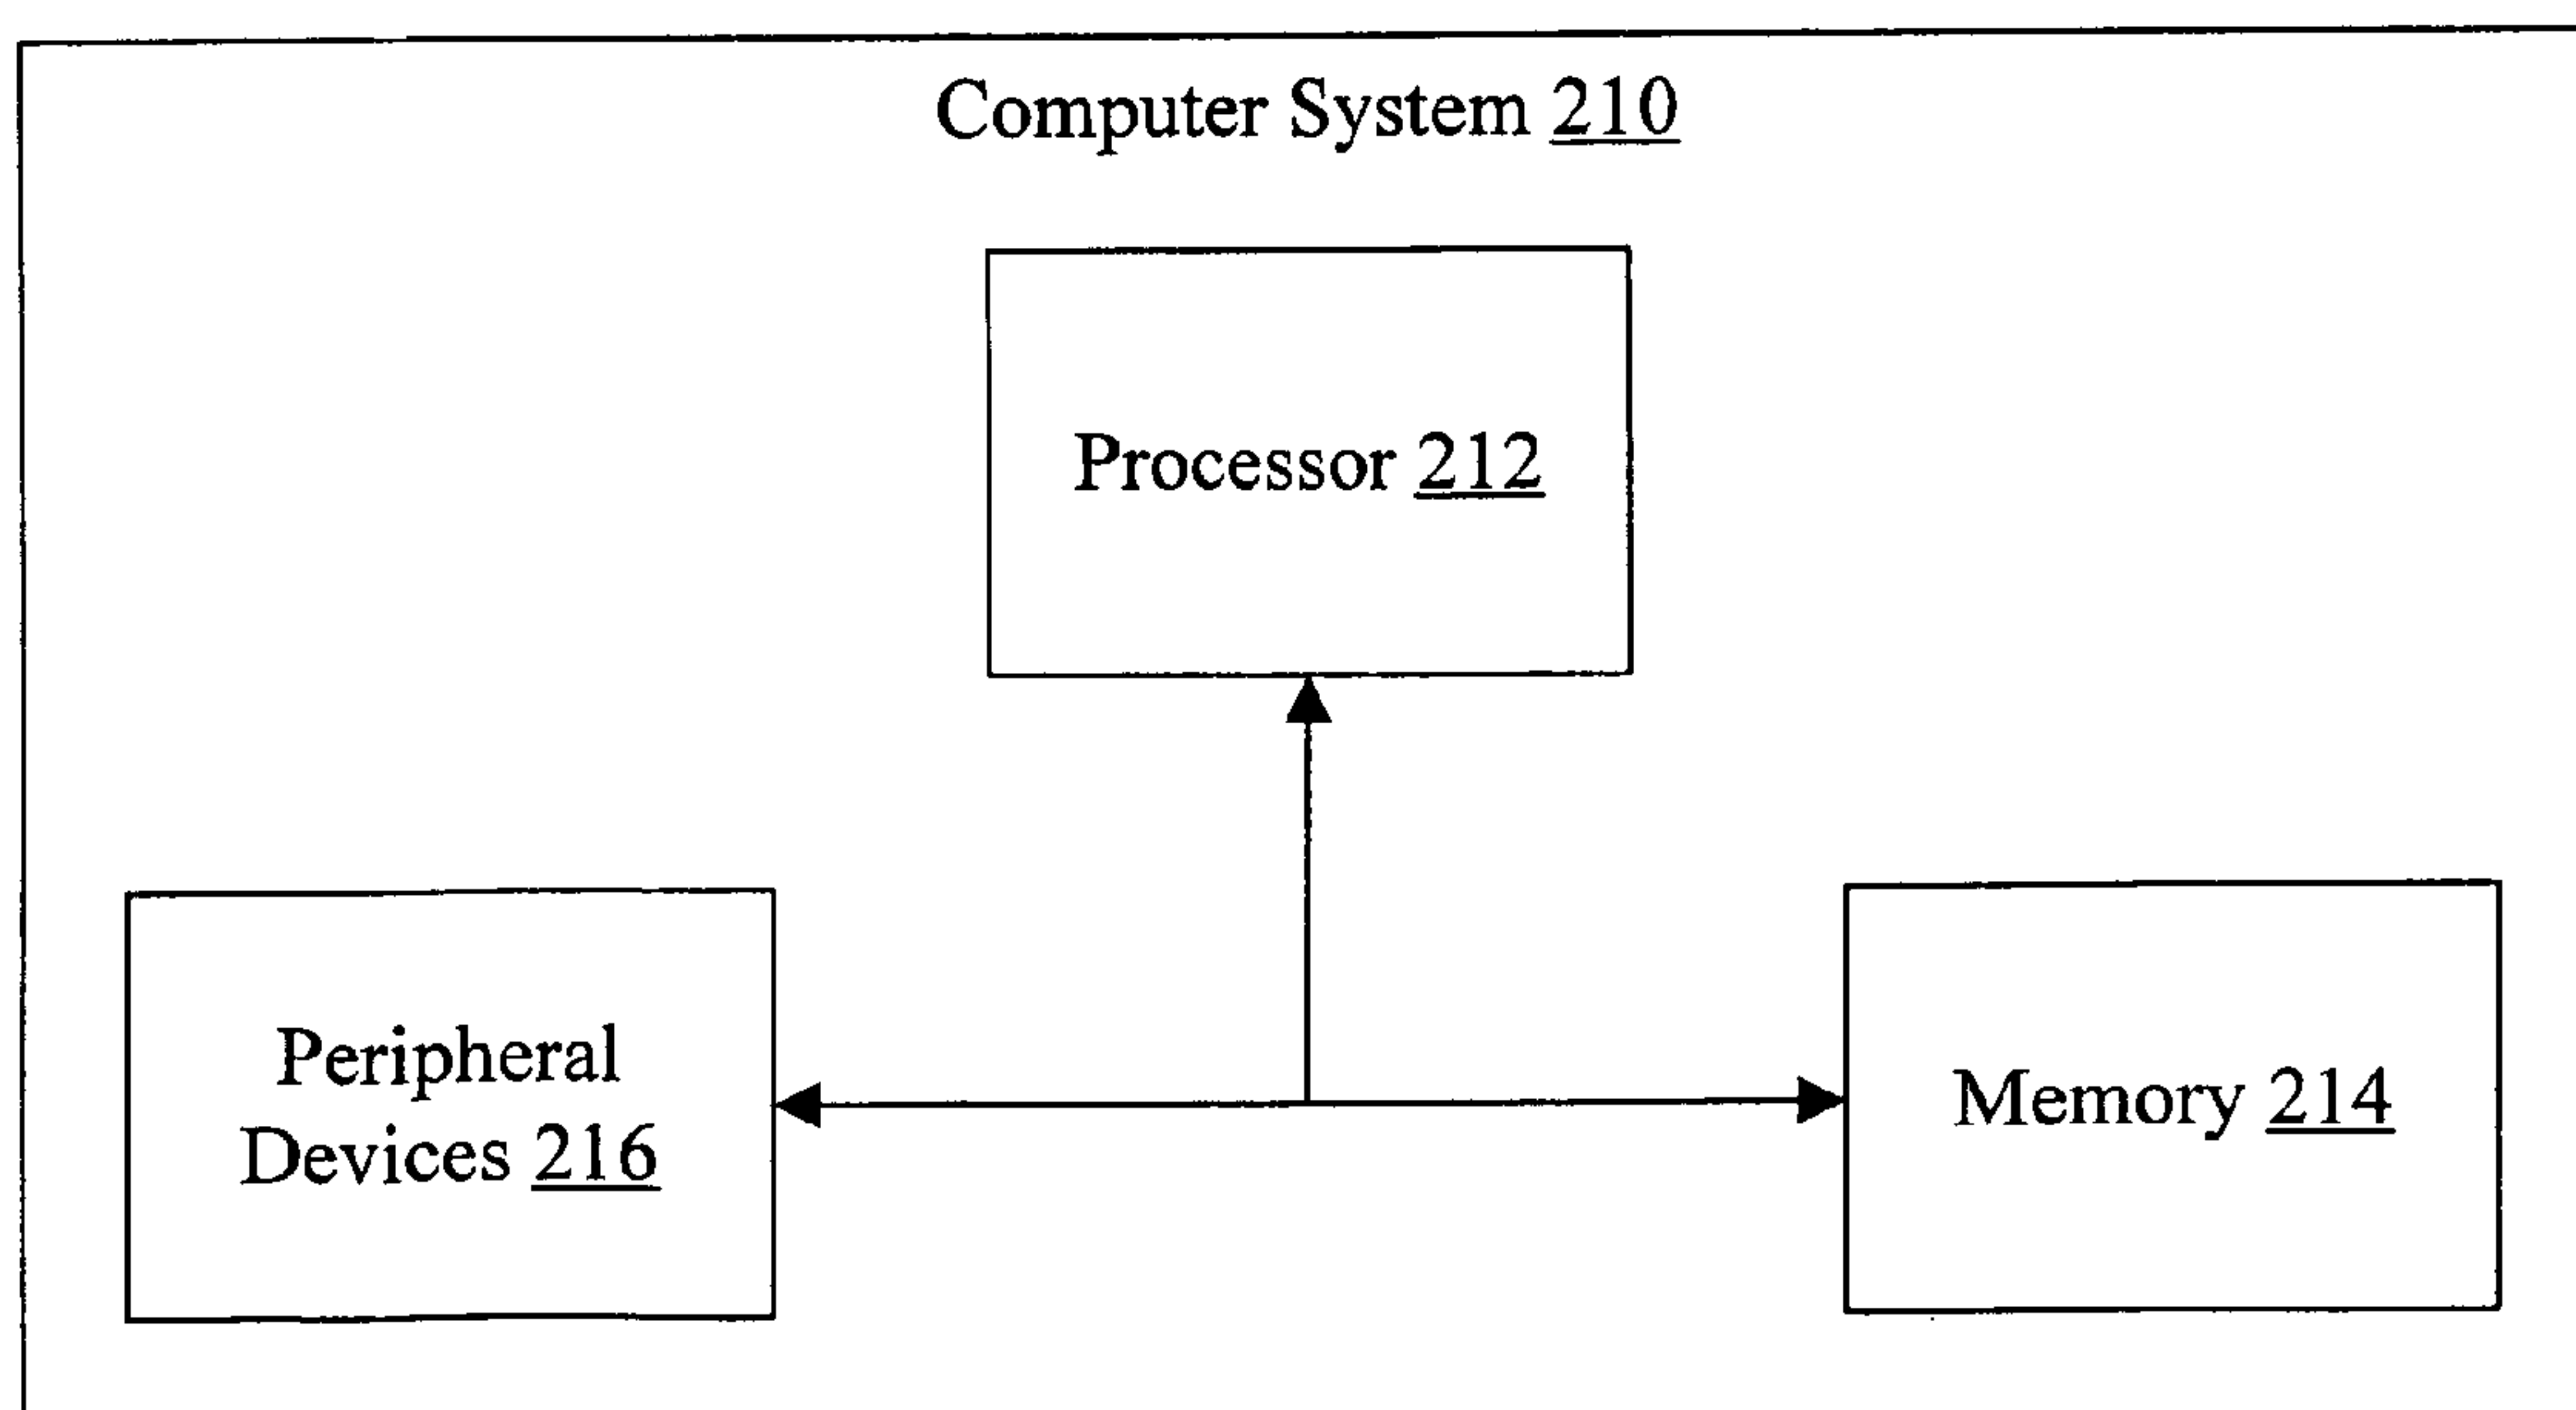 Computer System 210
Processor 212
Peripheral
Devices 216
Memory 214